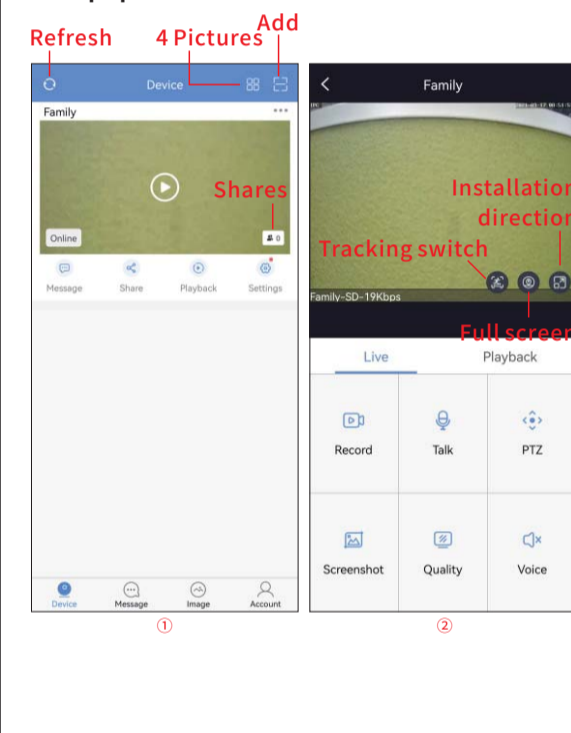 Add
Refresh
4 Pictures
Device
Family
Shares
Online
0
Message
Share
Playback
Settings
Device
Message
Image
Account
①
Family
Installation
direction
Tracking switch
Family-SD-19Kbps
Full screen
Live
Playback
Record
Talk
PTZ
Screenshot
Quality
Voice
②